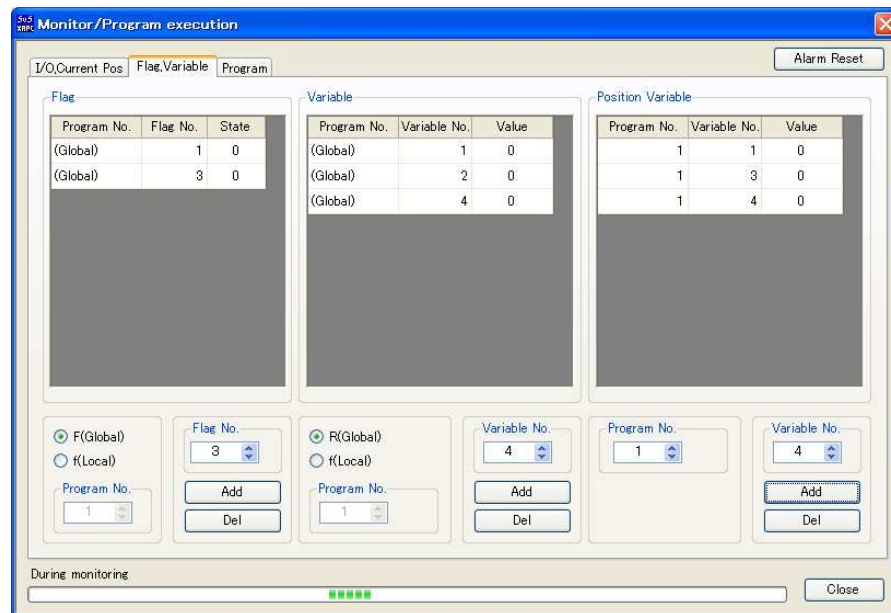 SUS XAPC Monitor/Program execution
Alarm Reset
I/O,Current Pos Flag,Variable Program
Flag
Program No. Flag No. State
(Global) 1 0
(Global) 3 0
Variable
Program No. Variable No. Value
(Global) 1 0
(Global) 2 0
(Global) 4 0
Position Variable
Program No. Variable No. Value
1 1 0
1 3 0
1 4 0
F(Global)
f(Local)
Program No.
1
Flag No.
3
Add
Del
R(Global)
f(Local)
Program No.
1
Variable No.
4
Add
Del
Program No.
1
Variable No.
4
Add
Del
During monitoring
Close